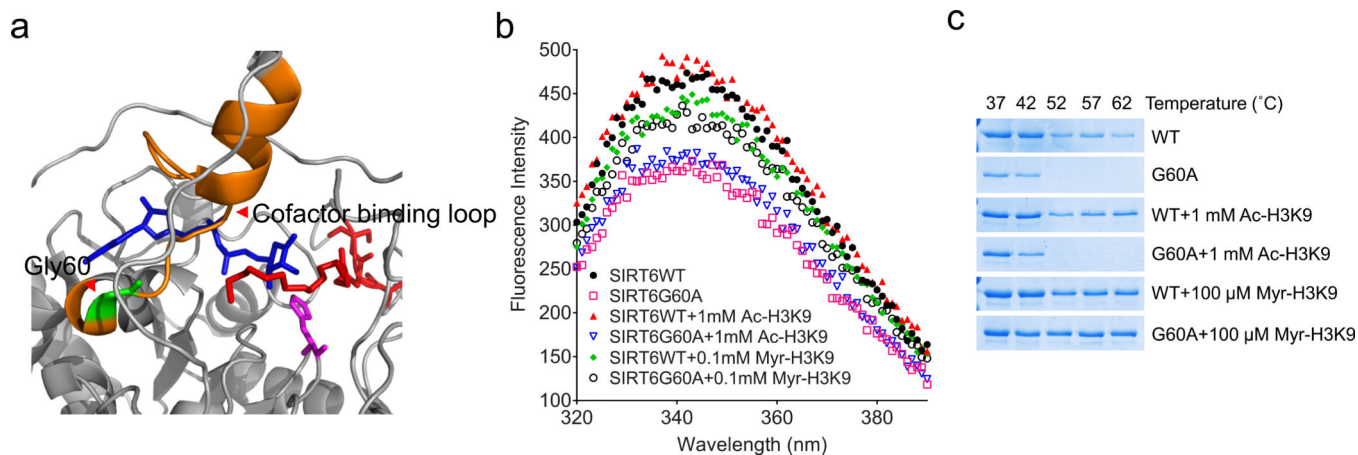 a
Cofactor binding loop
Gly60
b
500
450
400
350
300
250
200
150
100
320
340
360
380
Fluorescence Intensity
Wavelength (nm)
SIRT6WT
SIRT6G60A
SIRT6WT+1mM Ac-H3K9
SIRT6G60A+1mM Ac-H3K9
SIRT6WT+0.1mM Myr-H3K9
SIRT6G60A+0.1mM Myr-H3K9
c
37 42 52 57 62 Temperature (˚C)
WT
G60A
WT+1 mM Ac-H3K9
G60A+1 mM Ac-H3K9
WT+100 µM Myr-H3K9
G60A+100 µM Myr-H3K9